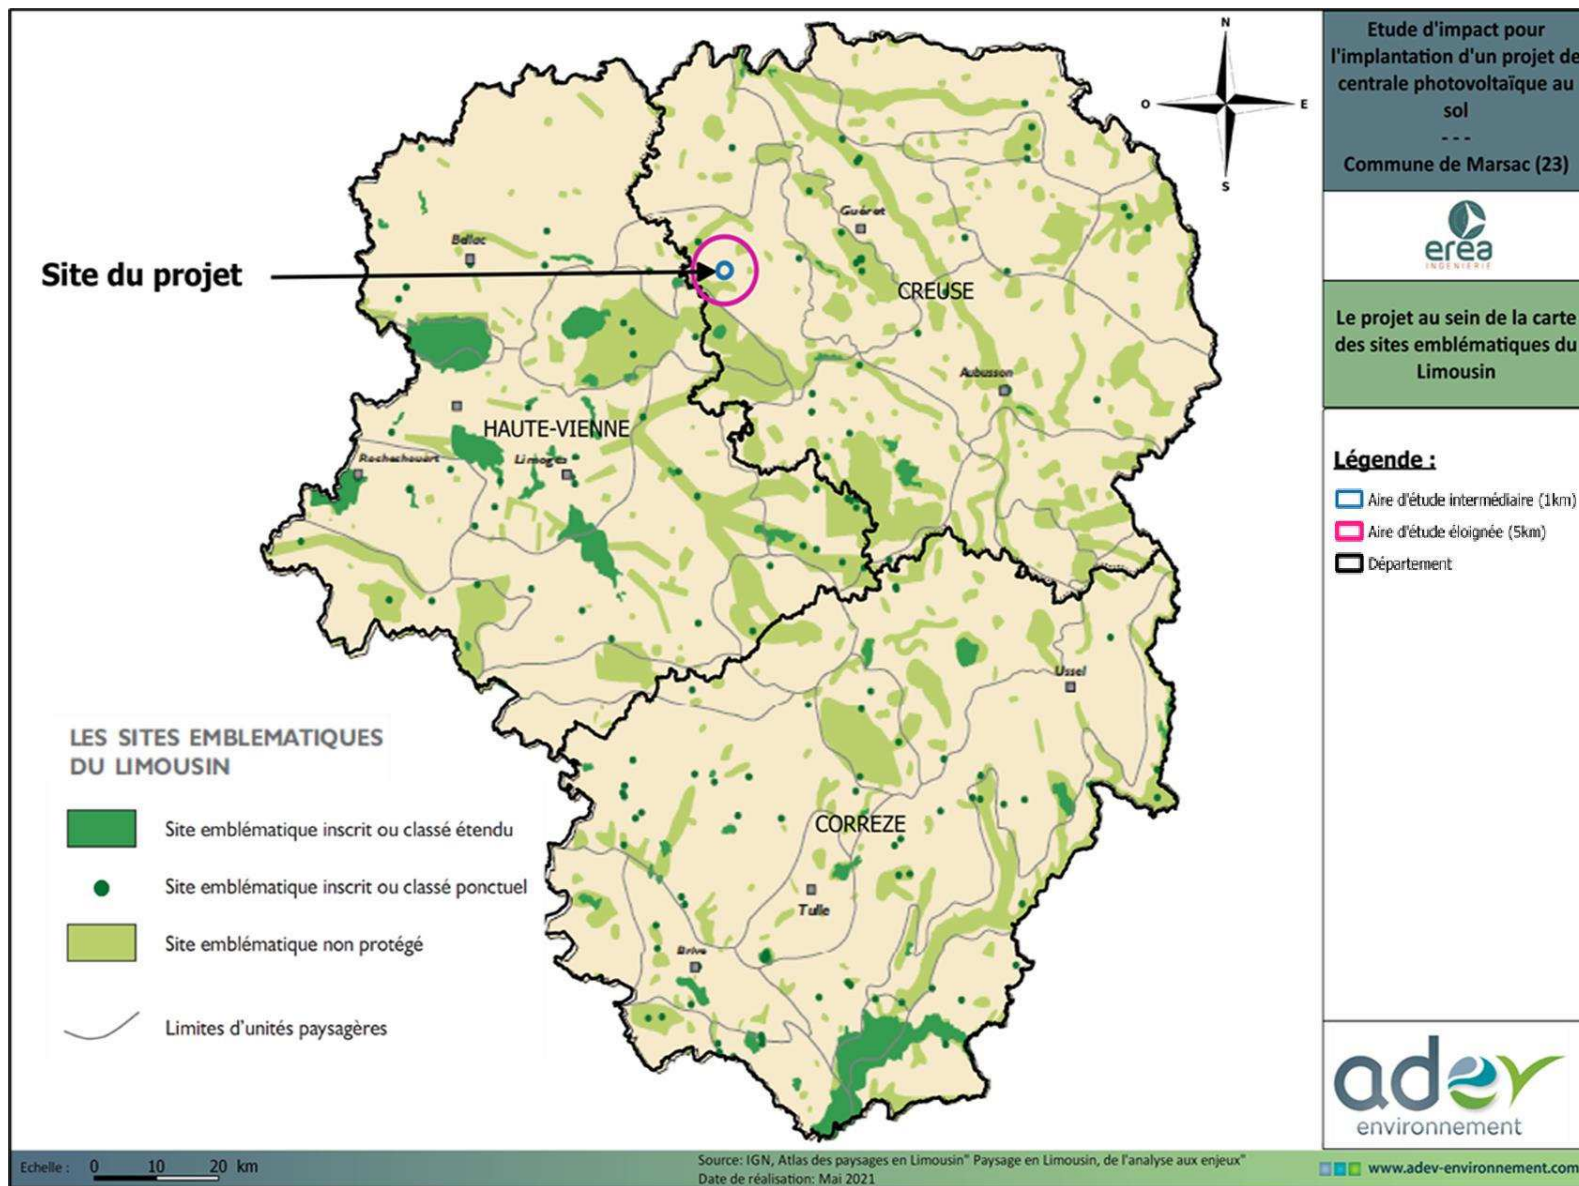 Etude d'impact pour
l'implantation d'un projet de
centrale photovoltaïque au
sol
- - -
Commune de Marsac (23)
erea
INGENIERIE
Le projet au sein de la carte
des sites emblématiques du
Limousin
Légende :
Aire d'étude intermédiaire (1km)
Aire d'étude éloignée (5km)
Département
N
O
E
S
Site du projet
Bellac
Guéret
CREUSE
Aubusson
HAUTE-VIENNE
Rochechouart
Limoges
Ussel
CORREZE
Tulle
Brive
LES SITES EMBLEMATIQUES
DU LIMOUSIN
Site emblématique inscrit ou classé étendu
Site emblématique inscrit ou classé ponctuel
Site emblématique non protégé
Limites d'unités paysagères
adev
environnement
Echelle : 0 10 20 km
Source: IGN, Atlas des paysages en Limousin" Paysage en Limousin, de l'analyse aux enjeux"
Date de réalisation: Mai 2021
www.adev-environnement.com